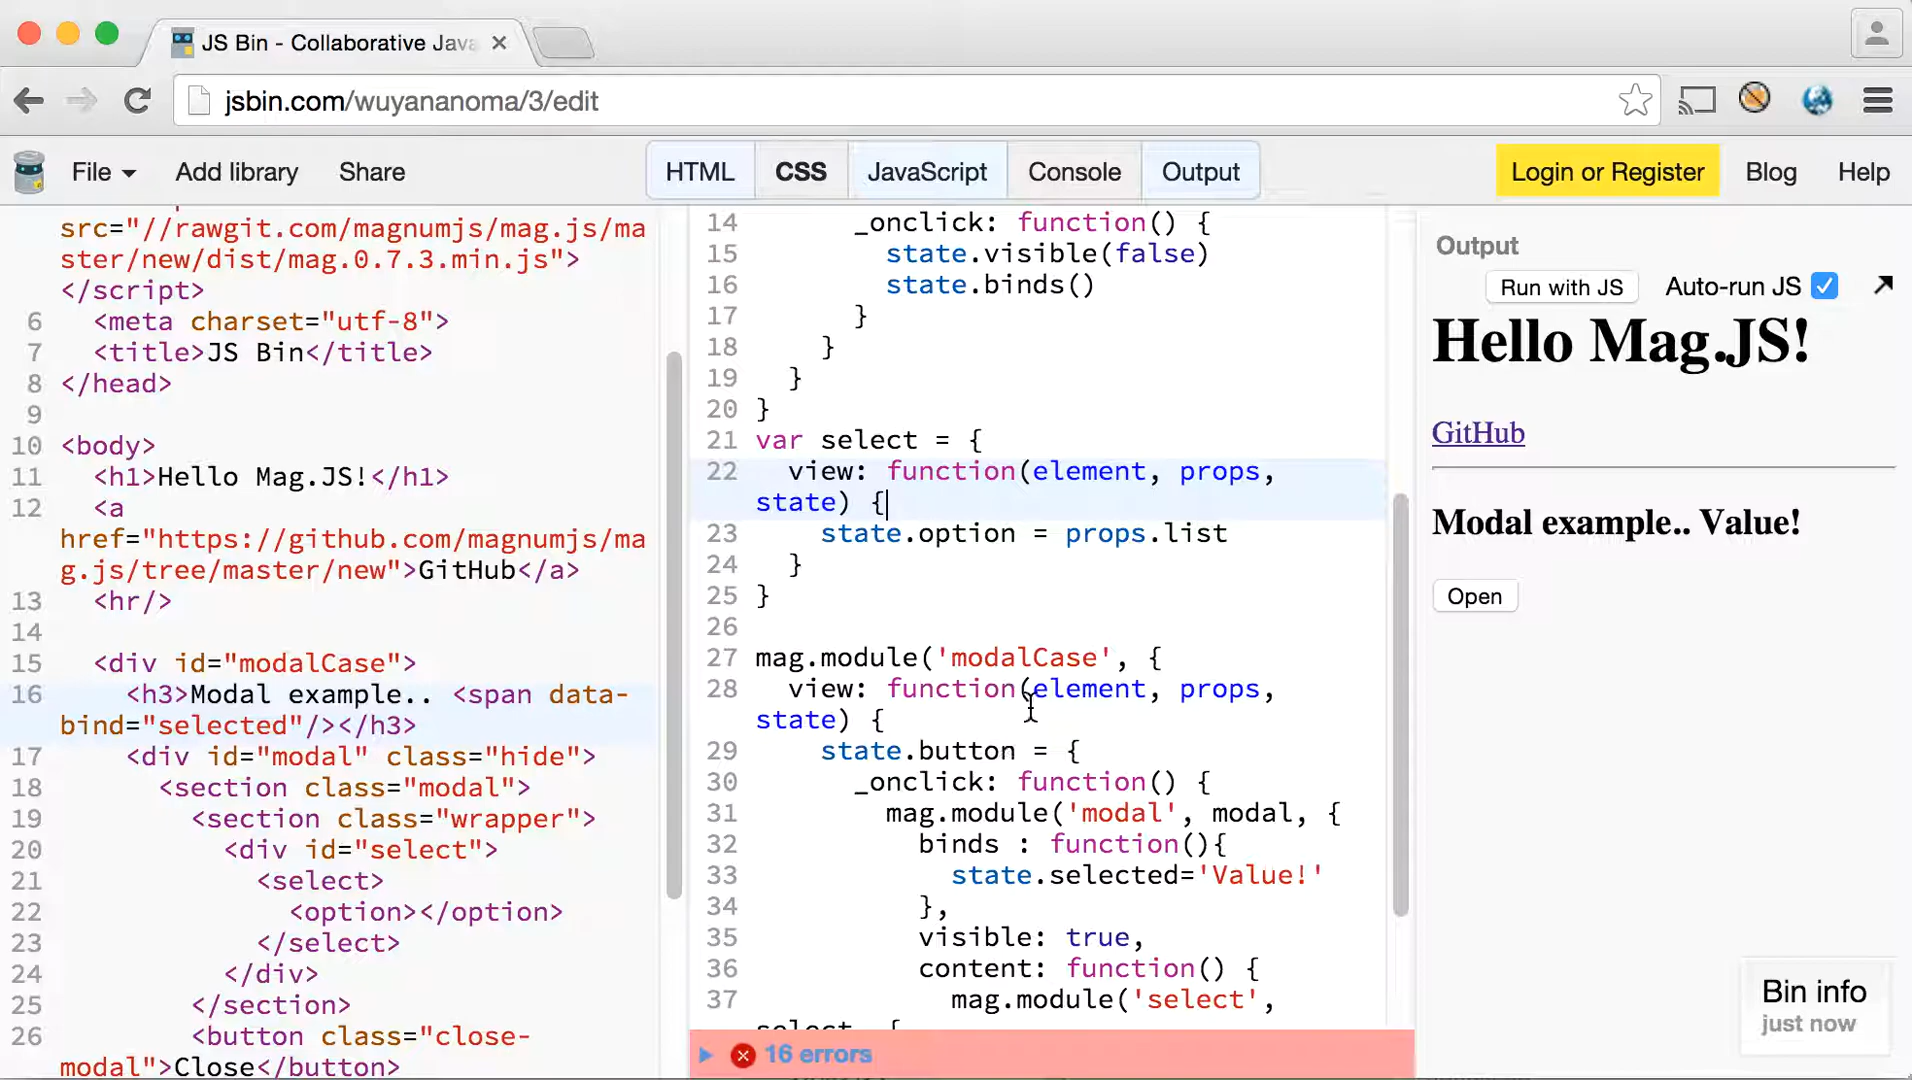 JS Bin - Collaborative Java
jsbin.com/wuyananoma/3/edit
File
Add library
Share
HTML
CSS
JavaScript
Console
Output
Login or Register
Blog
Help
src="//rawgit.com/magnumjs/mag.js/ma
ster/new/dist/mag.0.7.3.min.js">
</script>
6 <meta charset="utf-8">
7 <title>JS Bin</title>
8 </head>
9
10 <body>
11 <h1>Hello Mag.JS!</h1>
12 <a
href="https://github.com/magnumjs/ma
g.js/tree/master/new">GitHub</a>
13 <hr/>
14
15 <div id="modalCase">
16 <h3>Modal example.. <span data-
bind="selected"/></h3>
17 <div id="modal" class="hide">
18 <section class="modal">
19 <section class="wrapper">
20 <div id="select">
21 <select>
22 <option></option>
23 </select>
24 </div>
25 </section>
26 <button class="close-
modal">Close</button>
14 _onclick: function() {
15 state.visible(false)
16 state.binds()
17 }
18 }
19 }
20 }
21 var select = {
22 view: function(element, props,
state) {
23 state.option = props.list
24 }
25 }
26
27 mag.module('modalCase', {
28 view: function(element, props,
state) {
29 state.button = {
30 _onclick: function() {
31 mag.module('modal', modal, {
32 binds : function(){
33 state.selected='Value!'
34 },
35 visible: true,
36 content: function() {
37 mag.module('select',
select, {
16 errors
Output
Run with JS
Auto-run JS
Hello Mag.JS!
GitHub
Modal example.. Value!
Open
Bin info
just now